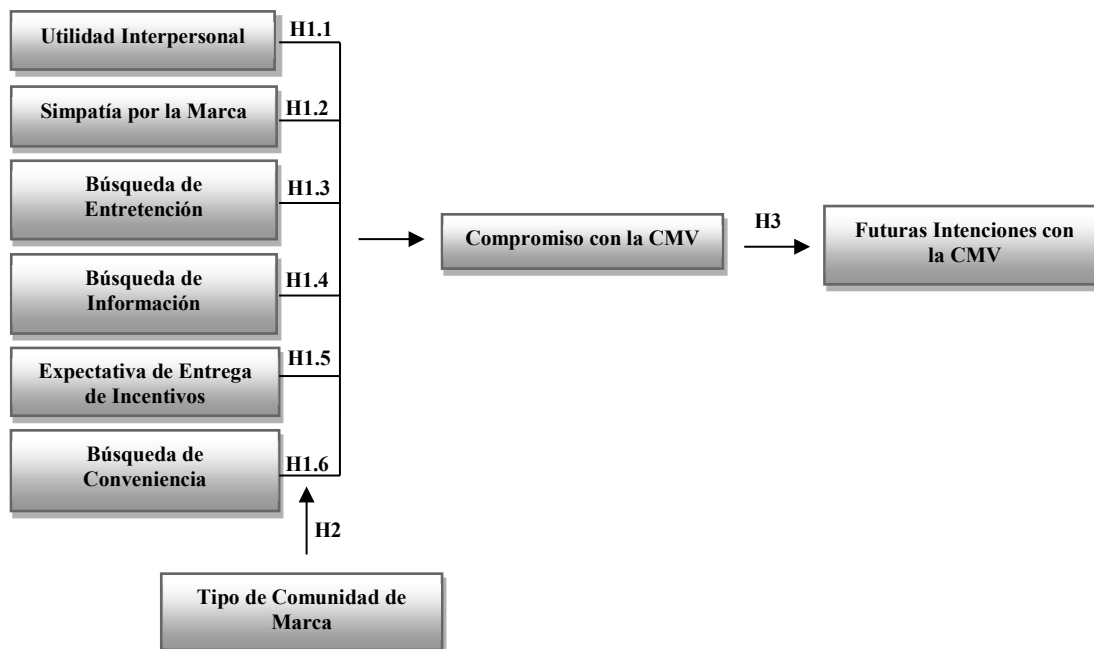 Utilidad Interpersonal
H1.1
Simpatía por la Marca
H1.2
Búsqueda de
Entretención
H1.3
Búsqueda de
Información
H1.4
Expectativa de Entrega
de Incentivos
H1.5
Búsqueda de
Conveniencia
H1.6
H2
Tipo de Comunidad de
Marca
Compromiso con la CMV
H3
Futuras Intenciones con
la CMV